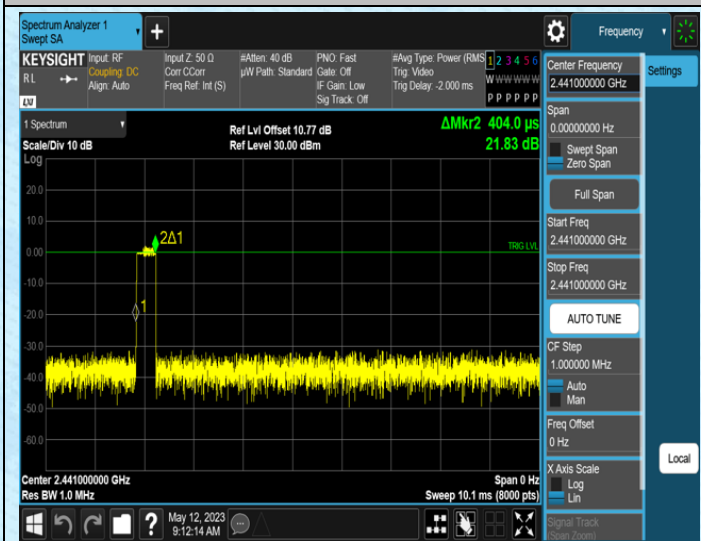 Spectrum Analyzer 1
Swept SA
+
Frequency
KEYSIGHT
RL
LXI
Input: RF
Coupling: DC
Align: Auto
Input Z: 50 Ω
Corr CCorr
Freq Ref: Int (S)
#Atten: 40 dB
µW Path: Standard
PNO: Fast
Gate: Off
IF Gain: Low
Sig Track: Off
#Avg Type: Power (RMS
Trig: Video
Trig Delay: -2.000 ms
1 2 3 4 5 6
W W W W W W
P P P P P P
1 Spectrum
Scale/Div 10 dB
Ref Lvl Offset 10.77 dB
Ref Level 30.00 dBm
ΔMkr2 404.0 µs
21.83 dB
Log
20.0
10.0
0.00
-10.0
-20.0
-30.0
-40.0
-50.0
-60.0
2Δ1
1
TRIG LVL
Center 2.441000000 GHz
Res BW 1.0 MHz
Span 0 Hz
Sweep 10.1 ms (8000 pts)
?
May 12, 2023
9:12:14 AM
Center Frequency
2.441000000 GHz
Span
0.00000000 Hz
Swept Span
Zero Span
Full Span
Start Freq
2.441000000 GHz
Stop Freq
2.441000000 GHz
AUTO TUNE
CF Step
1.000000 MHz
Auto
Man
Freq Offset
0 Hz
X Axis Scale
Log
Lin
Signal Track
(Span Zoom)
Settings
Local